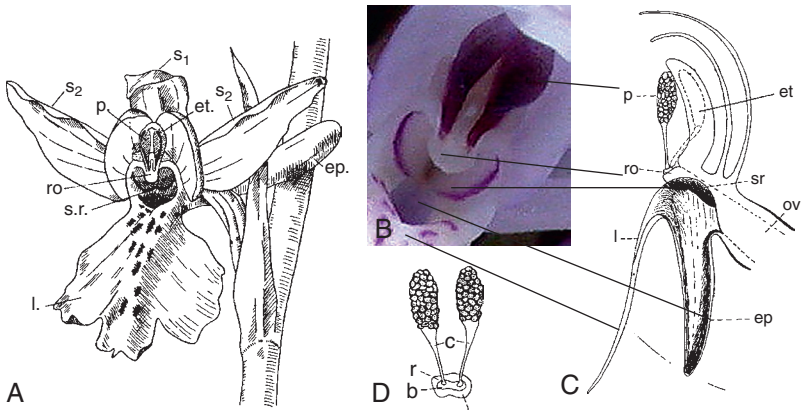 s1
s2
s2
p.
et.
ep.
ro
s.r.
l.
A
B
p
et
ro
sr
ov
l
ep
C
c
r
b
D